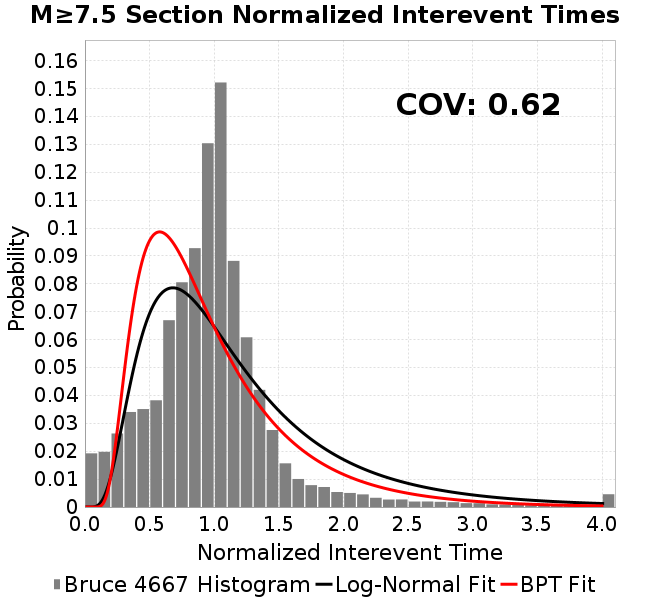 M≥7.5 Section Normalized Interevent Times
COV: 0.62
Probability
0.16
0.15
0.14
0.13
0.12
0.11
0.1
0.09
0.08
0.07
0.06
0.05
0.04
0.03
0.02
0.01
0
0.0 0.5 1.0 1.5 2.0 2.5 3.0 3.5 4.0
Normalized Interevent Time
Bruce 4667 Histogram Log-Normal Fit BPT Fit